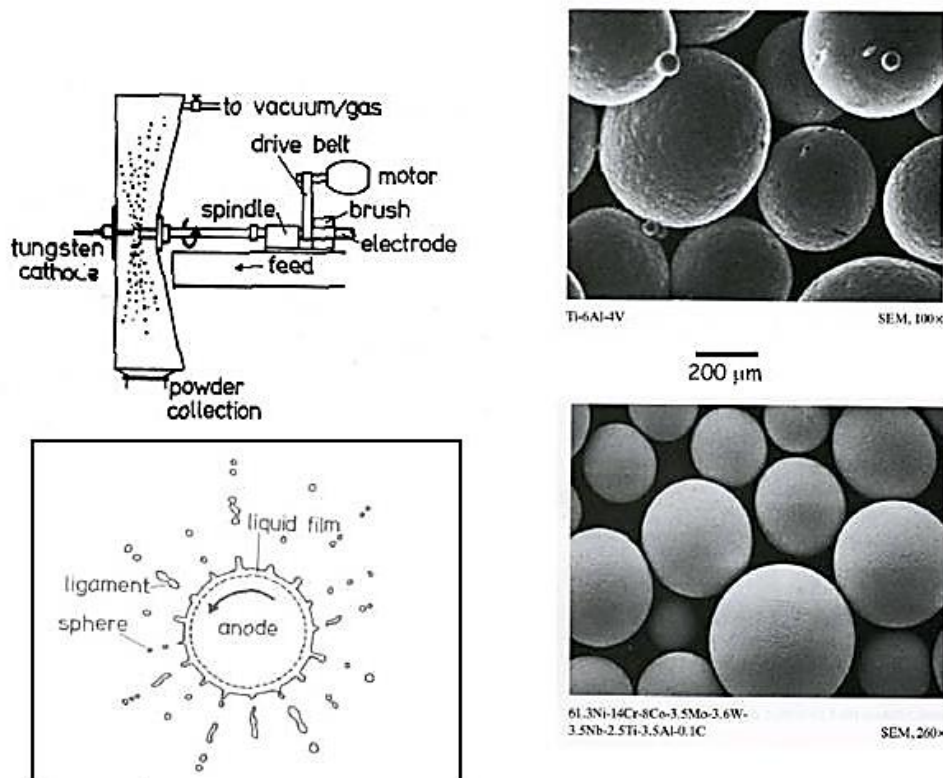 to vacuum/gas
drive belt
motor
spindle
brush
electrode
tungsten
cathode
feed
powder
collection
liquid film
ligament
sphere
anode
Ti-6Al-4V
SEM, 100×
200 μm
61.3Ni-14Cr-8Co-3.5Mo-3.6W-
3.5Nb-2.5Ti-3.5Al-0.1C
SEM, 260×